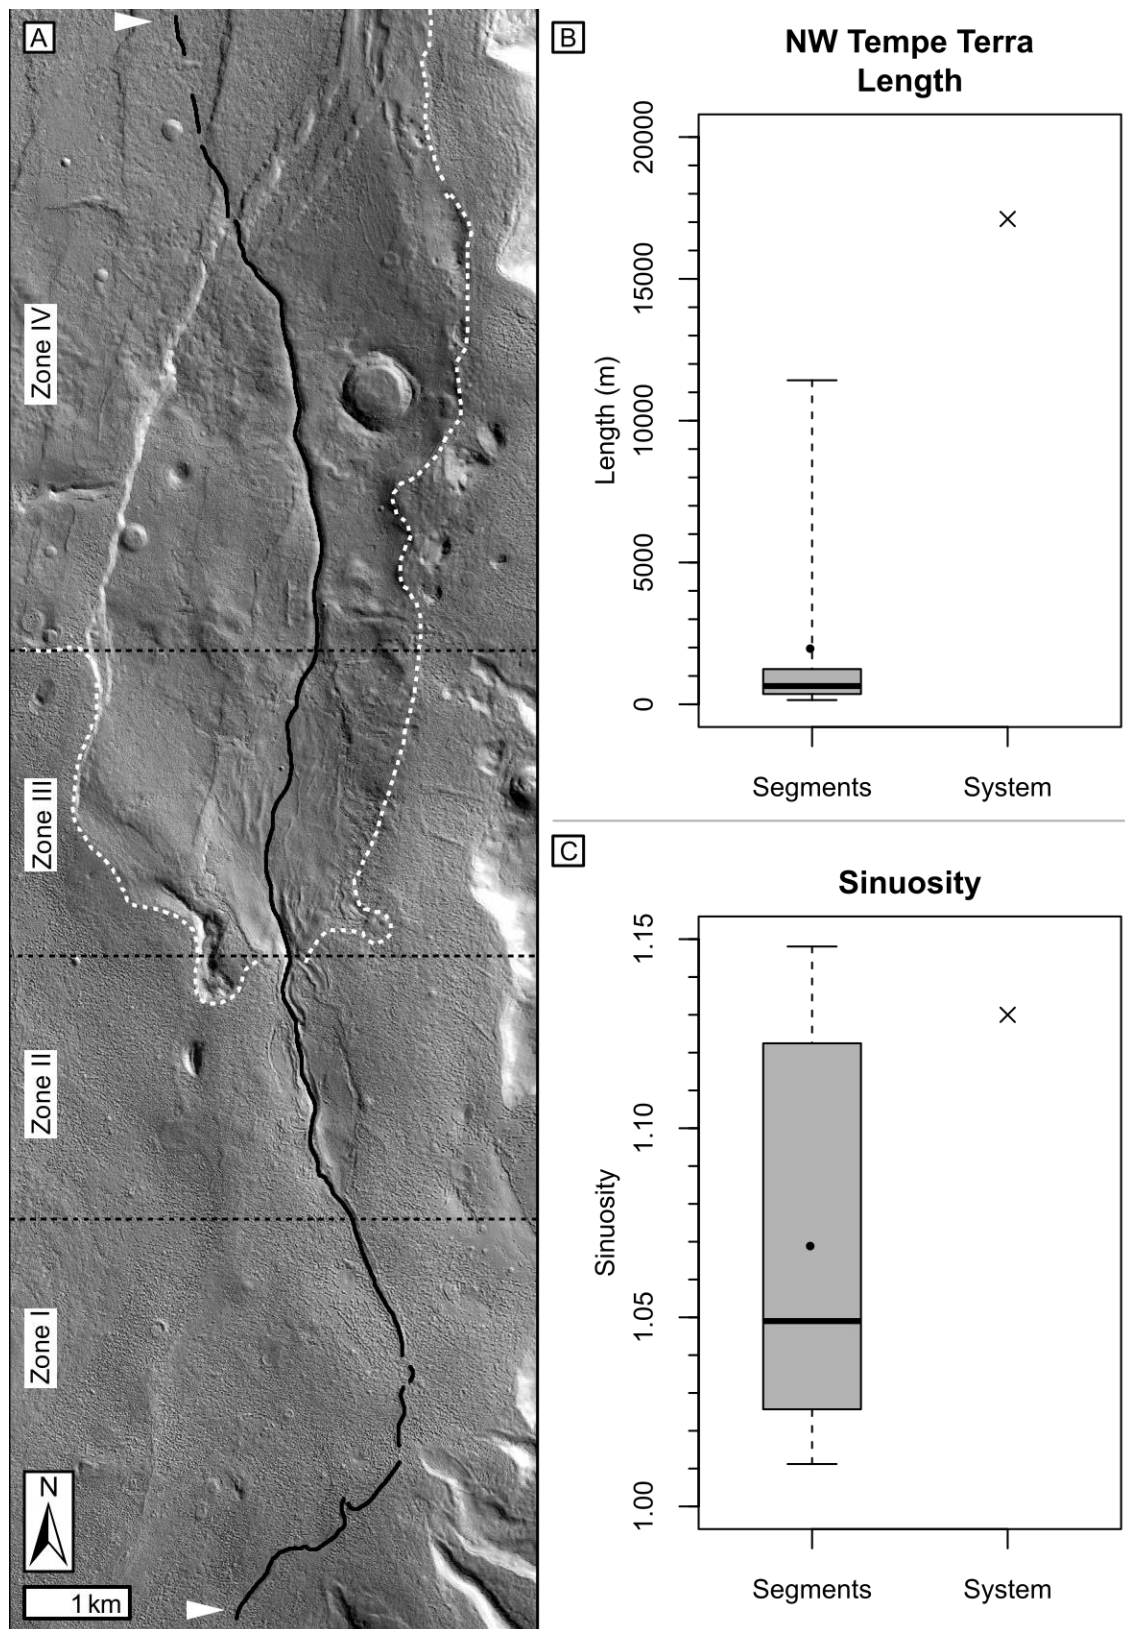 A
Zone IV
Zone III
Zone II
Zone I
N
1 km
B
NW Tempe Terra
Length
Length (m)
20000
15000
10000
5000
0
Segments
System
C
Sinuosity
Sinuosity
1.15
1.10
1.05
1.00
Segments
System